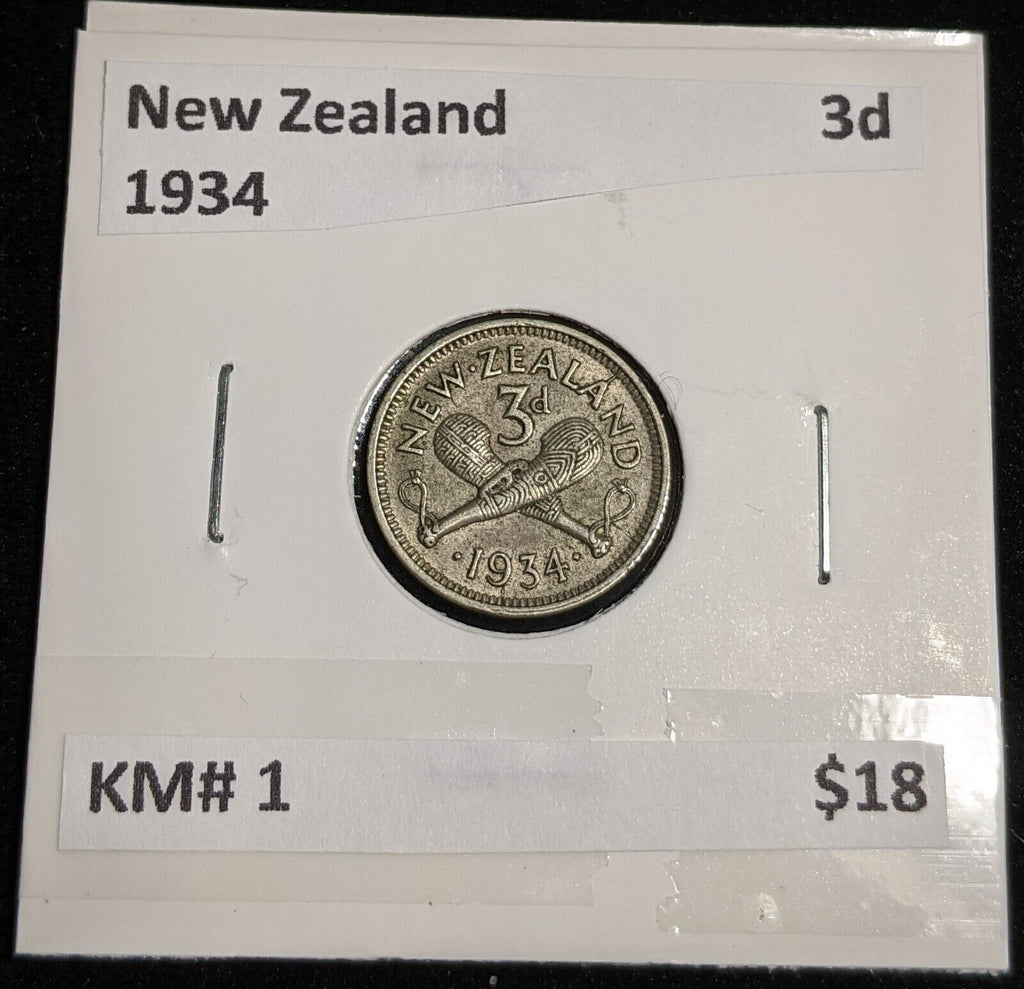 New Zealand 3d
1934
NEW·ZEALAND
3d
·1934·
KM# 1 $18